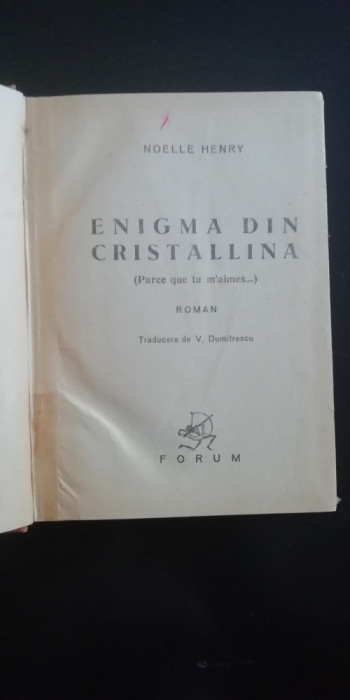 NOELLE HENRY
ENIGMA DIN
CRISTALLINA
(Parce que tu m'aimes...)
ROMAN
Traducere de V. Dumitrescu
FORUM